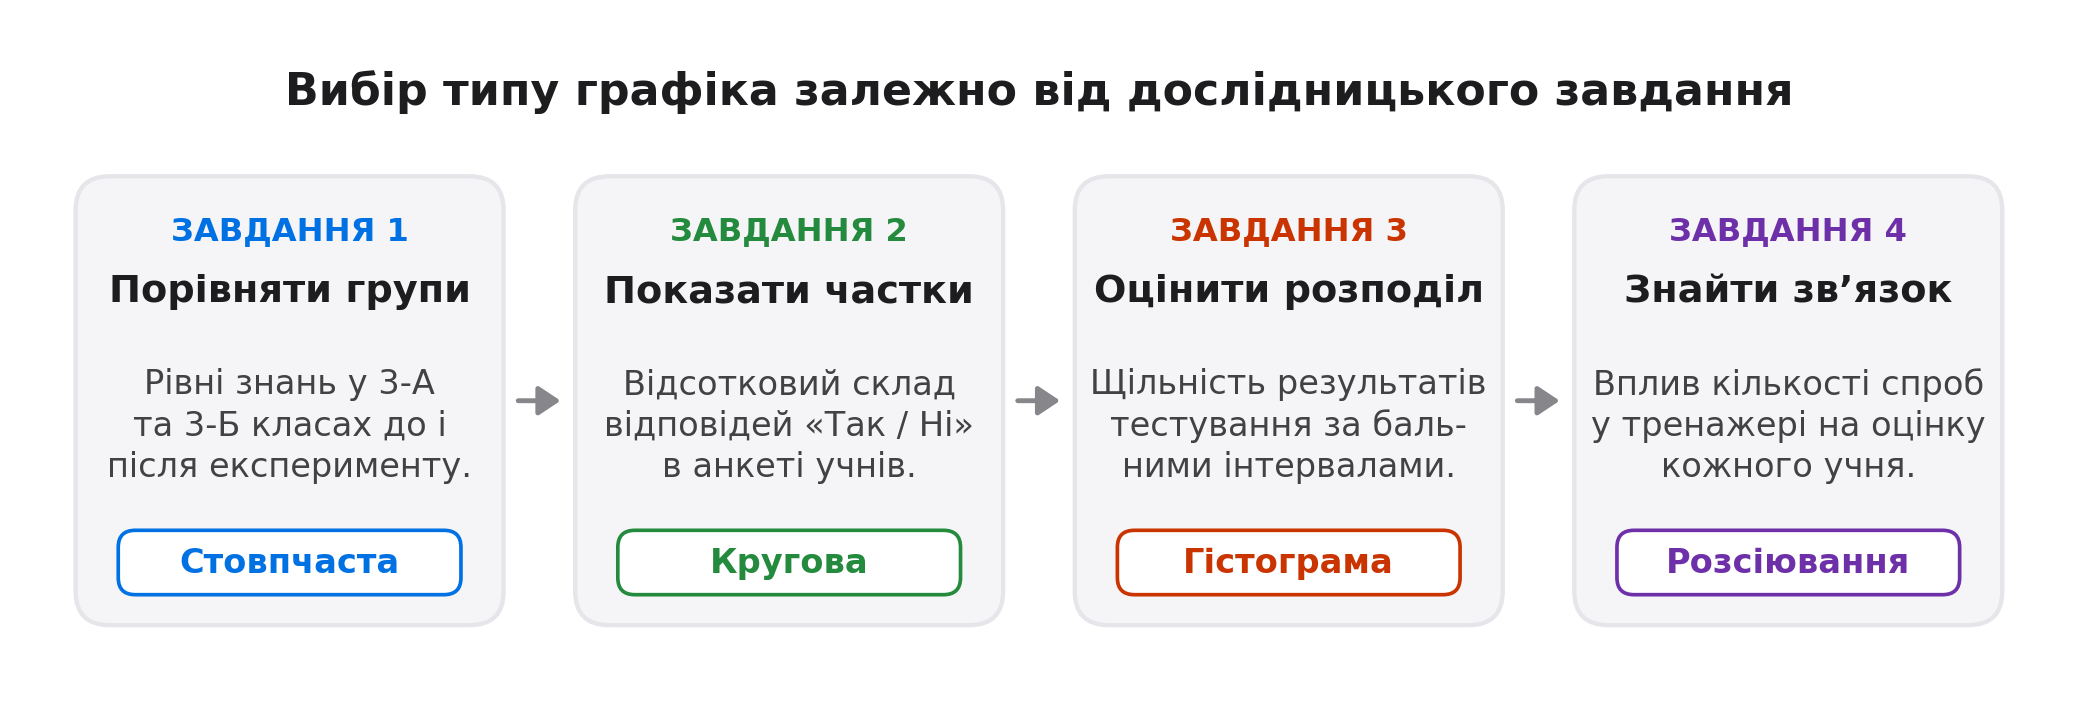 Вибір типу графіка залежно від дослідницького завдання
ЗАВДАННЯ 1
Порівняти групи
Рівні знань у 3-А
та 3-Б класах до і
після експерименту.
Стовпчаста
ЗАВДАННЯ 2
Показати частки
Відсотковий склад
відповідей «Так / Ні»
в анкеті учнів.
Кругова
ЗАВДАННЯ 3
Оцінити розподіл
Щільність результатів
тестування за баль-
ними інтервалами.
Гістограма
ЗАВДАННЯ 4
Знайти зв’язок
Вплив кількості спроб
у тренажері на оцінку
кожного учня.
Розсіювання